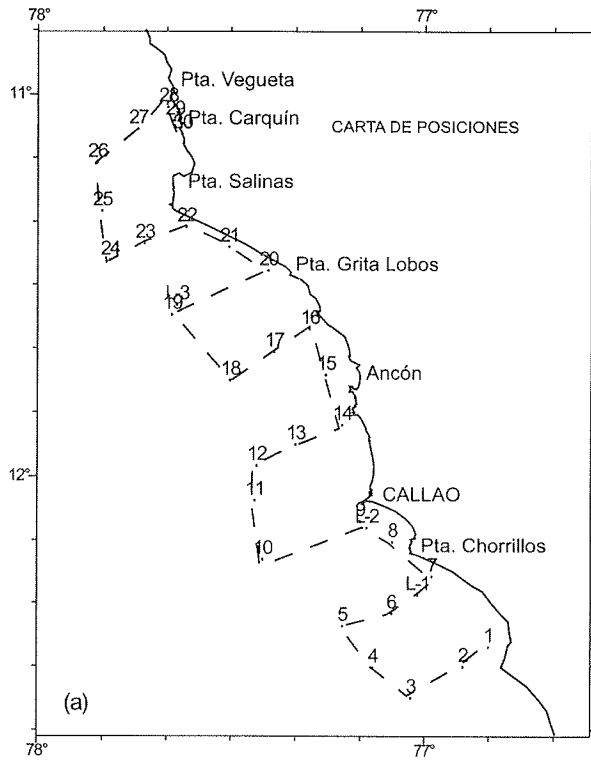 78° 77°
Pta. Vegueta
28
11°
29
27
30
Pta. Carquín
CARTA DE POSICIONES
26
Pta. Salinas
25
22
23
21
24
20
Pta. Grita Lobos
L-3
19
16
17
15
18
Ancón
14
13
12
12°
11
CALLAO
9
L-2
8
10
Pta. Chorrillos
7
L-1
6
5
1
4
2
3
(a)
78° 77°